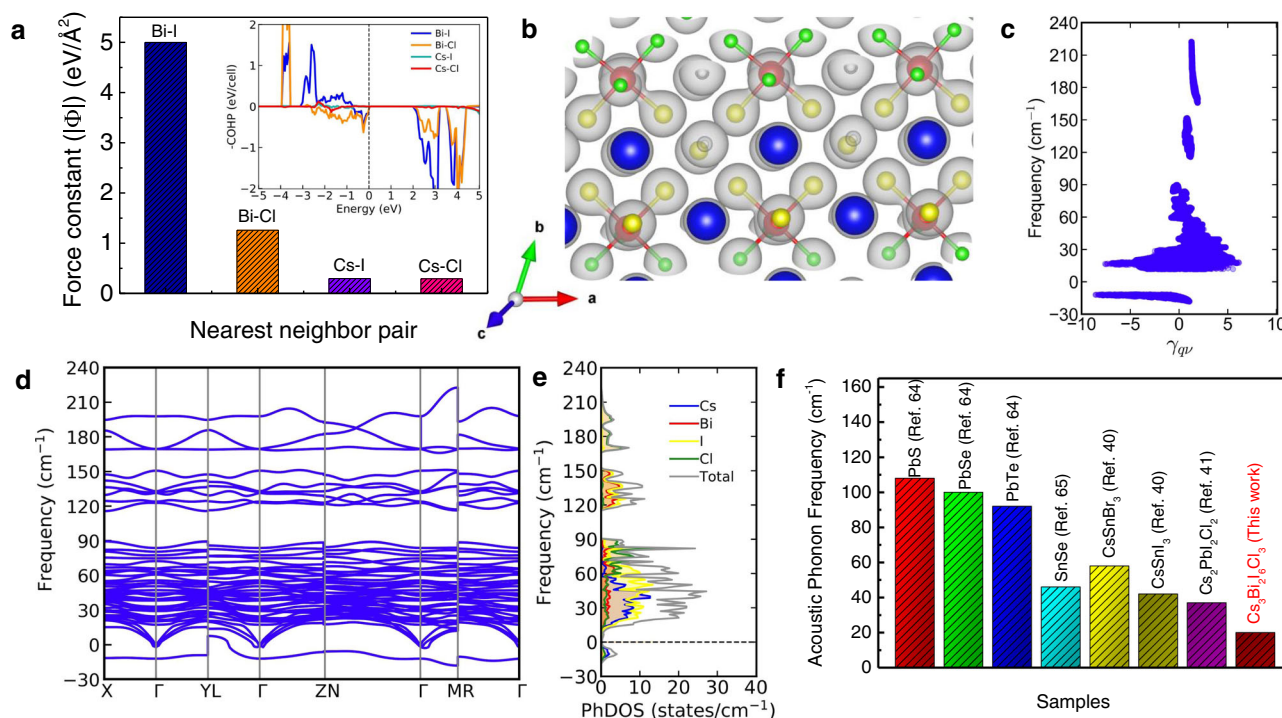 a
Force constant (|Φ|) (eV/Å²)
5
4
3
2
1
0
Bi-I
Bi-Cl
Cs-I
Cs-Cl
Nearest neighbor pair
-COHP (eV/cell)
2
1
0
−1
−2
Bi-I
Bi-Cl
Cs-I
Cs-Cl
−5 −4 −3 −2 −1 0 1 2 3 4 5
Energy (eV)
b
b
a
c
c
Frequency (cm⁻¹)
240
210
180
150
120
90
60
30
0
−30
−10 −5 0 5 10
γqν
d
Frequency (cm⁻¹)
240
210
180
150
120
90
60
30
0
−30
X Γ YL Γ ZN Γ MR Γ
e
Frequency (cm⁻¹)
240
210
180
150
120
90
60
30
0
−30
Cs
Bi
I
Cl
Total
0 10 20 30 40
PhDOS (states/cm⁻¹)
f
Acoustic Phonon Frequency (cm⁻¹)
160
140
120
100
80
60
40
20
0
PbS (Ref. 64)
PbSe (Ref. 64)
PbTe (Ref. 64)
SnSe (Ref. 65)
CsSnBr₃ (Ref. 40)
CsSnI₃ (Ref. 40)
Cs₂PbI₂Cl₂ (Ref. 41)
Cs₃Bi₂I₆Cl₃ (This work)
Samples